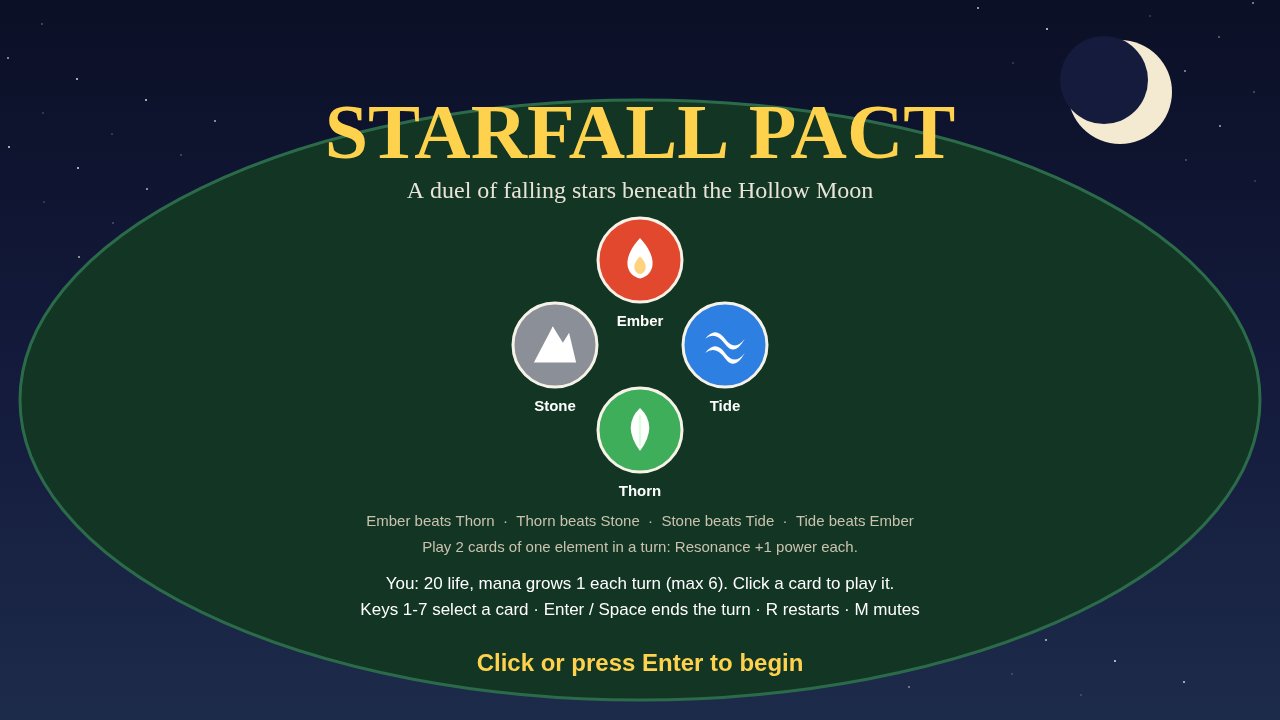 STARFALL PACT
A duel of falling stars beneath the Hollow Moon
Ember
Stone
Tide
Thorn
Ember beats Thorn · Thorn beats Stone · Stone beats Tide · Tide beats Ember
Play 2 cards of one element in a turn: Resonance +1 power each.
You: 20 life, mana grows 1 each turn (max 6). Click a card to play it.
Keys 1-7 select a card · Enter / Space ends the turn · R restarts · M mutes
Click or press Enter to begin